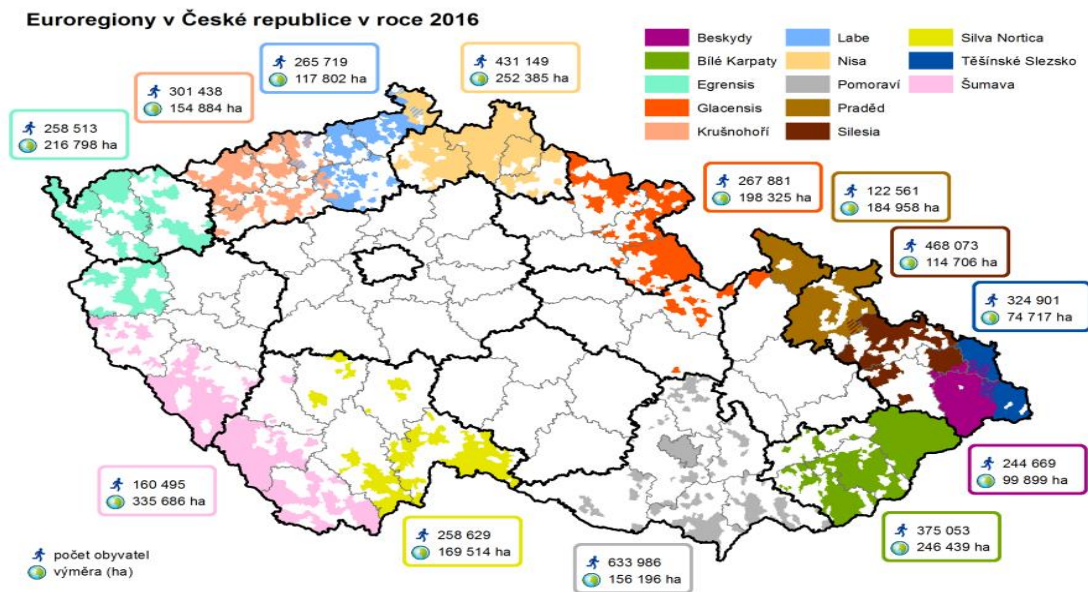 Euroregiony v České republice v roce 2016
Beskydy
Bílé Karpaty
Egrensis
Glacensis
Krušnohoří
Labe
Nisa
Pomoraví
Praděd
Silesia
Silva Nortica
Těšínské Slezsko
Šumava
265 719
117 802 ha
431 149
252 385 ha
301 438
154 884 ha
258 513
216 798 ha
267 881
198 325 ha
122 561
184 958 ha
468 073
114 706 ha
324 901
74 717 ha
160 495
335 686 ha
244 669
99 899 ha
258 629
169 514 ha
375 053
246 439 ha
633 986
156 196 ha
počet obyvatel
výměra (ha)